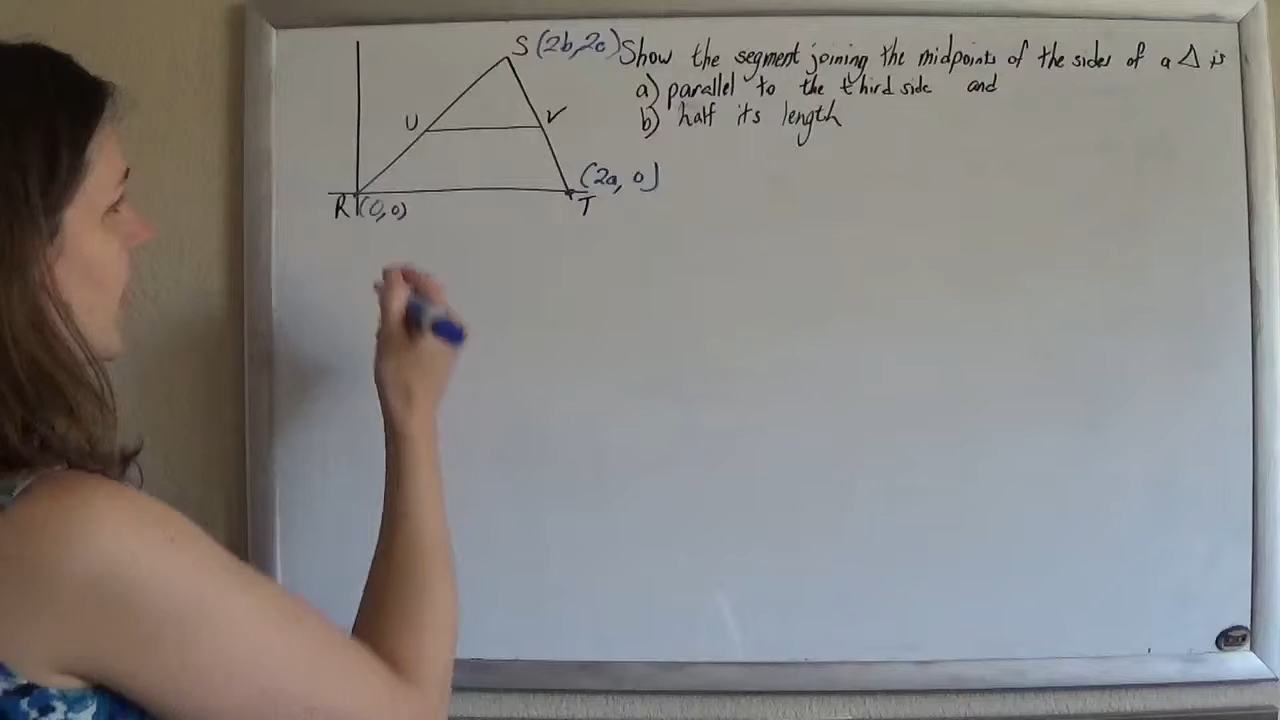 S (2b, 2c) Show the segment joining the midpoints of the sides of a Δ is
a) parallel to the third side and
b) half its length
U V
(2a, 0)
R (0,0) T